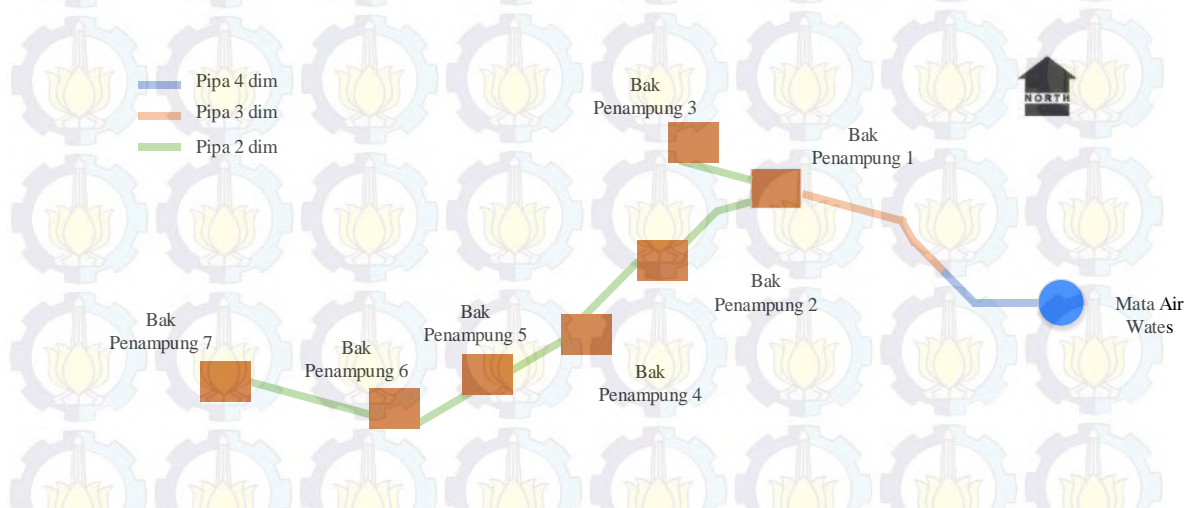 Pipa 4 dim
Pipa 3 dim
Pipa 2 dim
Bak
Penampung 3
NORTH
Bak
Penampung 1
Bak
Penampung 2
Mata Air
Wates
Bak
Penampung 5
Bak
Penampung 7
Bak
Penampung 6
Bak
Penampung 4